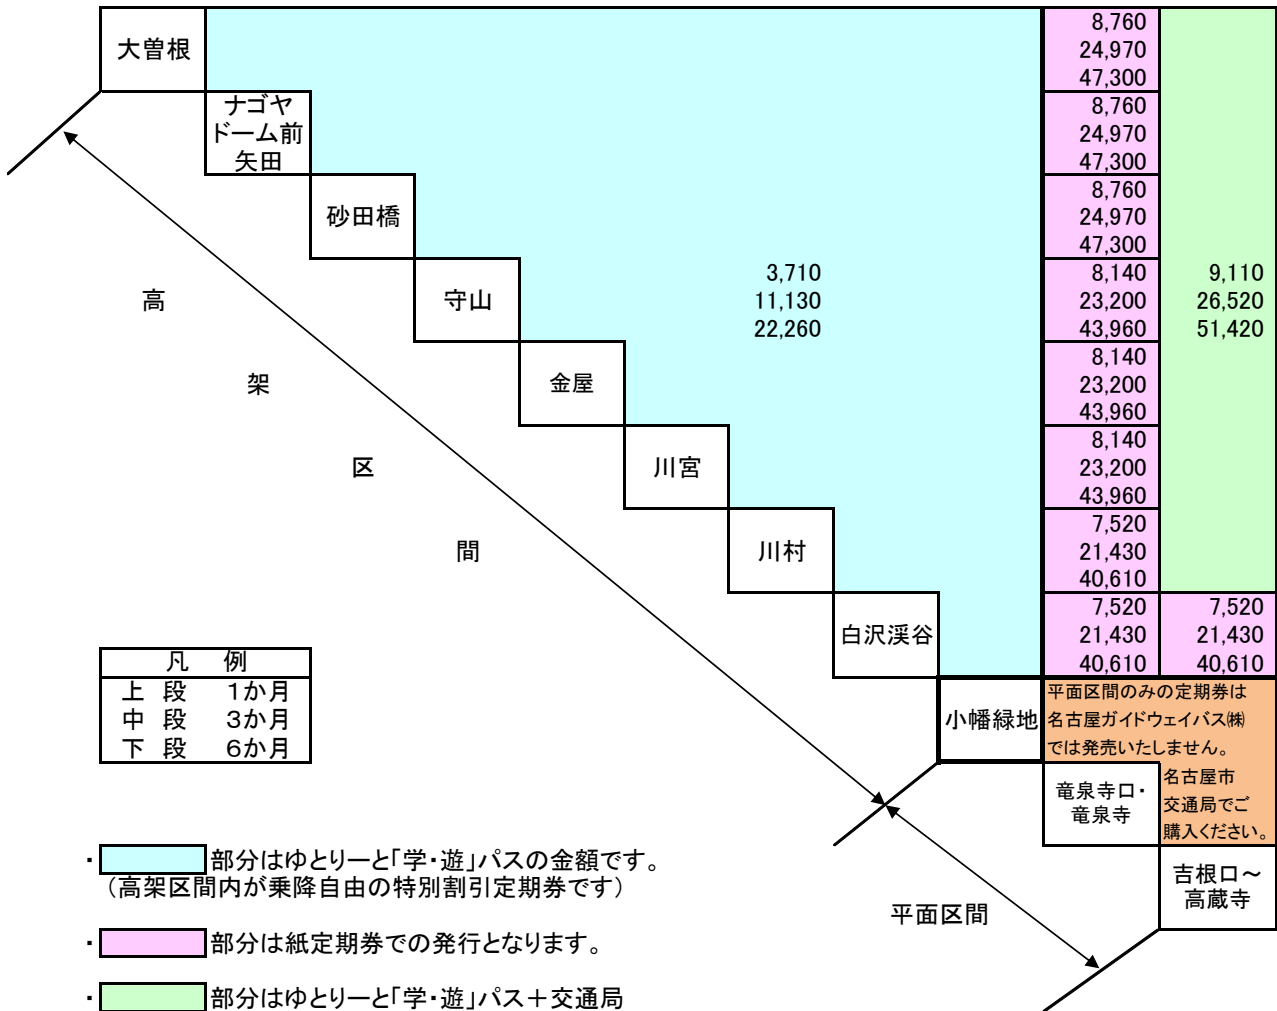 大曽根
8,760
24,970
47,300
ナゴヤ
ドーム前
矢田
8,760
24,970
47,300
砂田橋
8,760
24,970
47,300
守山
3,710
11,130
22,260
8,140
23,200
43,960
9,110
26,520
51,420
金屋
8,140
23,200
43,960
川宮
8,140
23,200
43,960
川村
7,520
21,430
40,610
白沢渓谷
7,520
21,430
40,610
7,520
21,430
40,610
高
架
区
間
凡 例
上 段 1か月
中 段 3か月
下 段 6か月
小幡緑地
平面区間のみの定期券は
名古屋ガイドウェイバス㈱
では発売いたしません。
名古屋市
交通局でご
購入ください。
竜泉寺口・
竜泉寺
吉根口～
高蔵寺
平面区間
・ 部分はゆとりーと「学・遊」パスの金額です。
（高架区間内が乗降自由の特別割引定期券です）
・ 部分は紙定期券での発行となります。
・ 部分はゆとりーと「学・遊」パス＋交通局